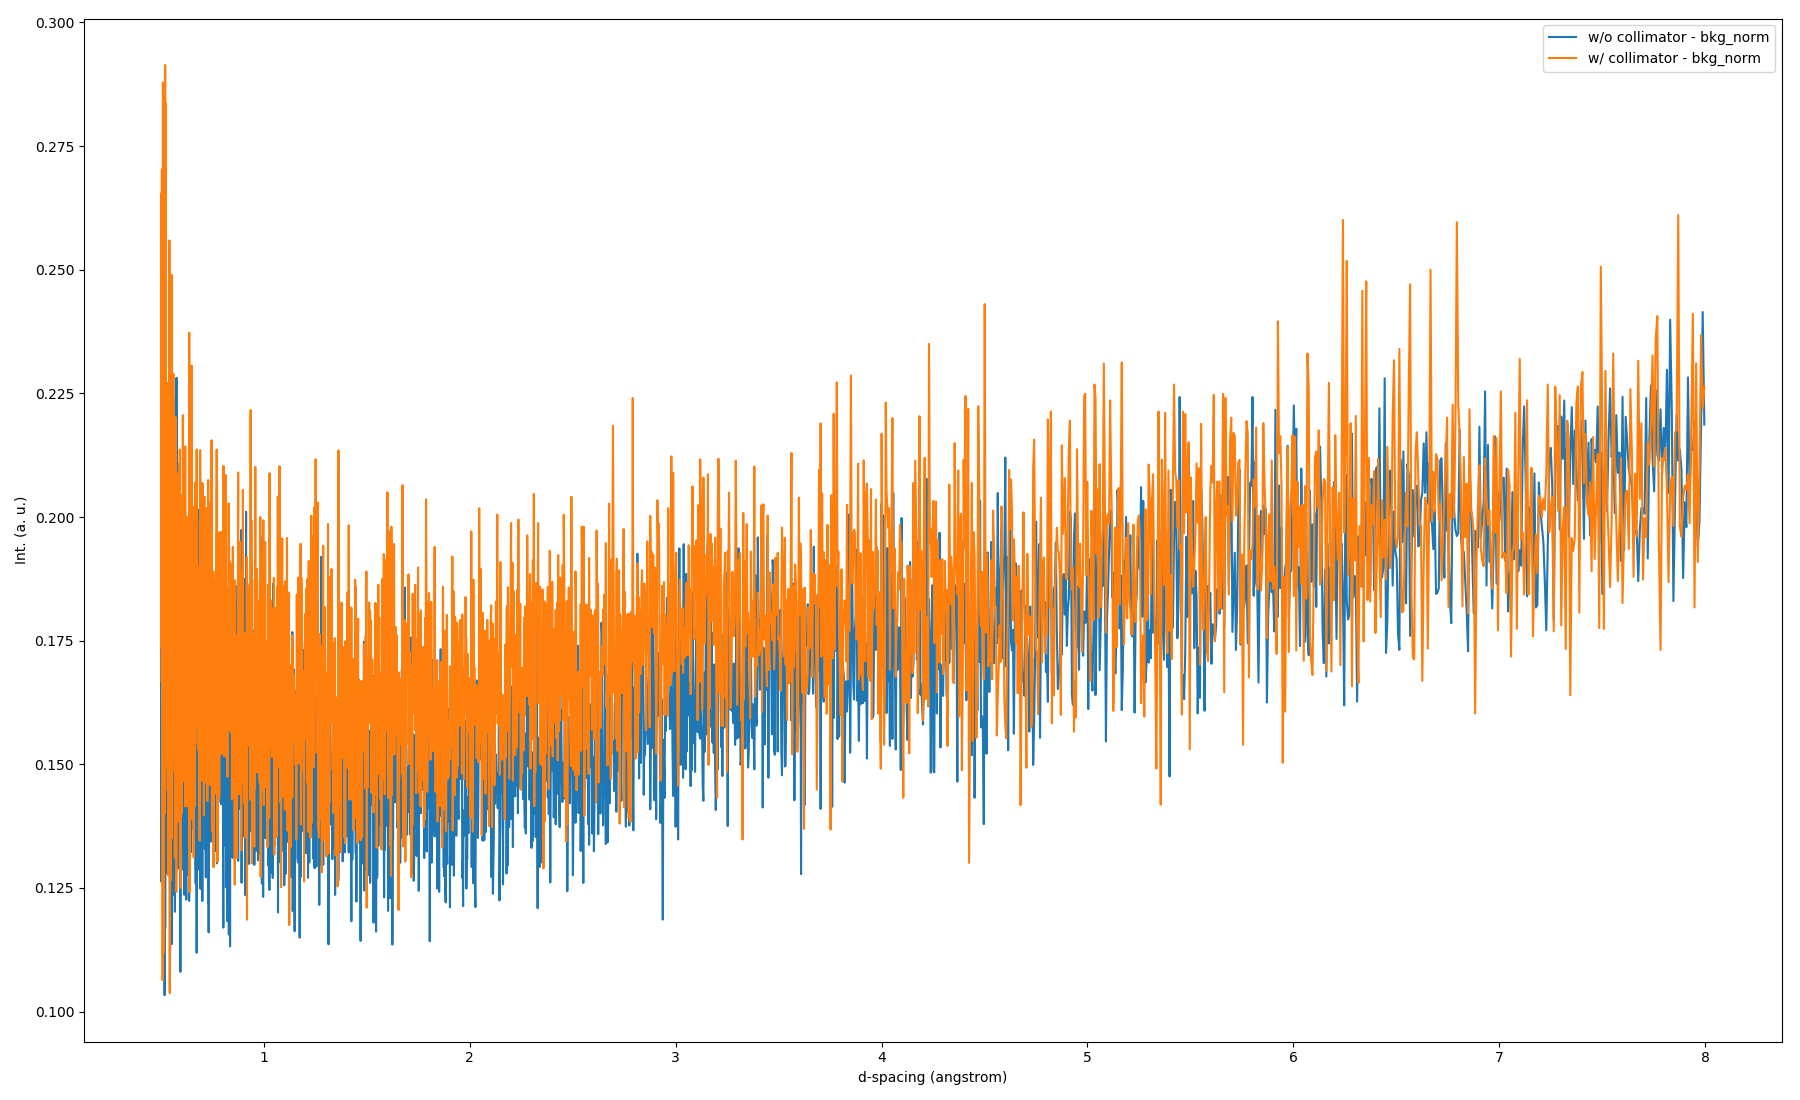 w/o collimator - bkg_norm
w/ collimator - bkg_norm
Int. (a. u.)
0.300
0.275
0.250
0.225
0.200
0.175
0.150
0.125
0.100
1 2 3 4 5 6 7 8
d-spacing (angstrom)